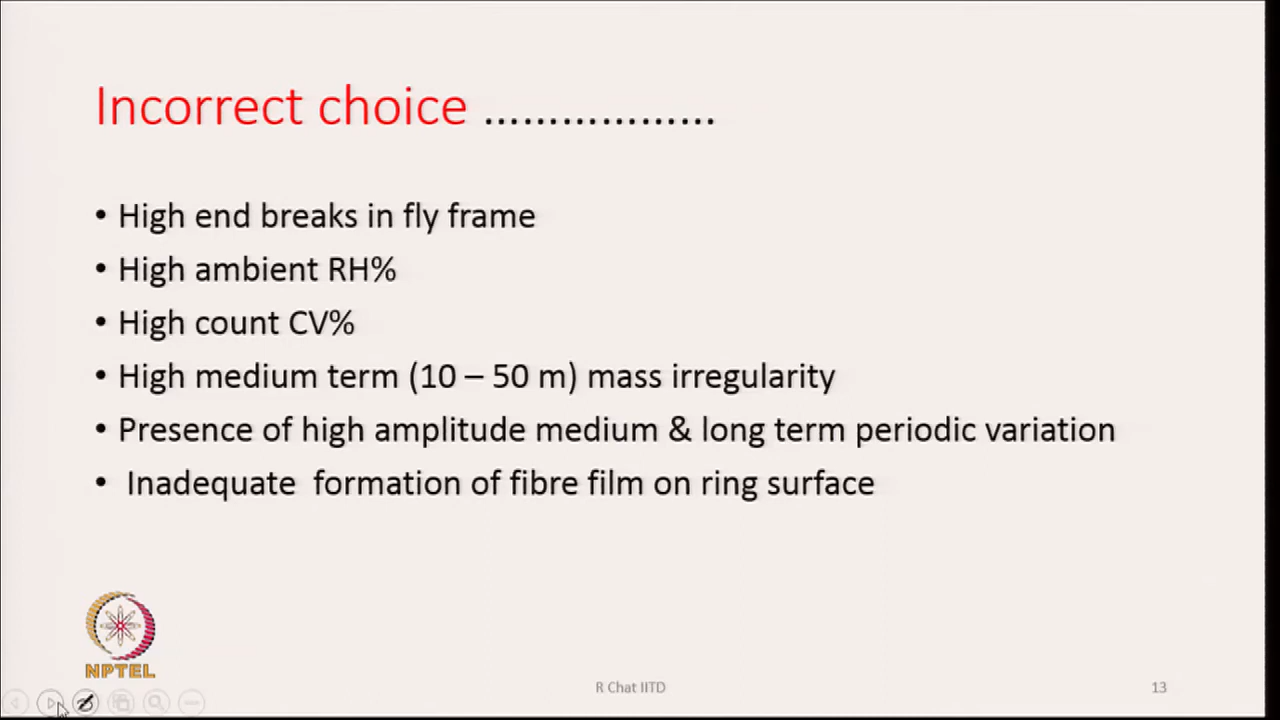 Incorrect choice ………………
• High end breaks in fly frame
• High ambient RH%
• High count CV%
• High medium term (10 – 50 m) mass irregularity
• Presence of high amplitude medium & long term periodic variation
• Inadequate formation of fibre film on ring surface
NPTEL
R Chat IITD
13